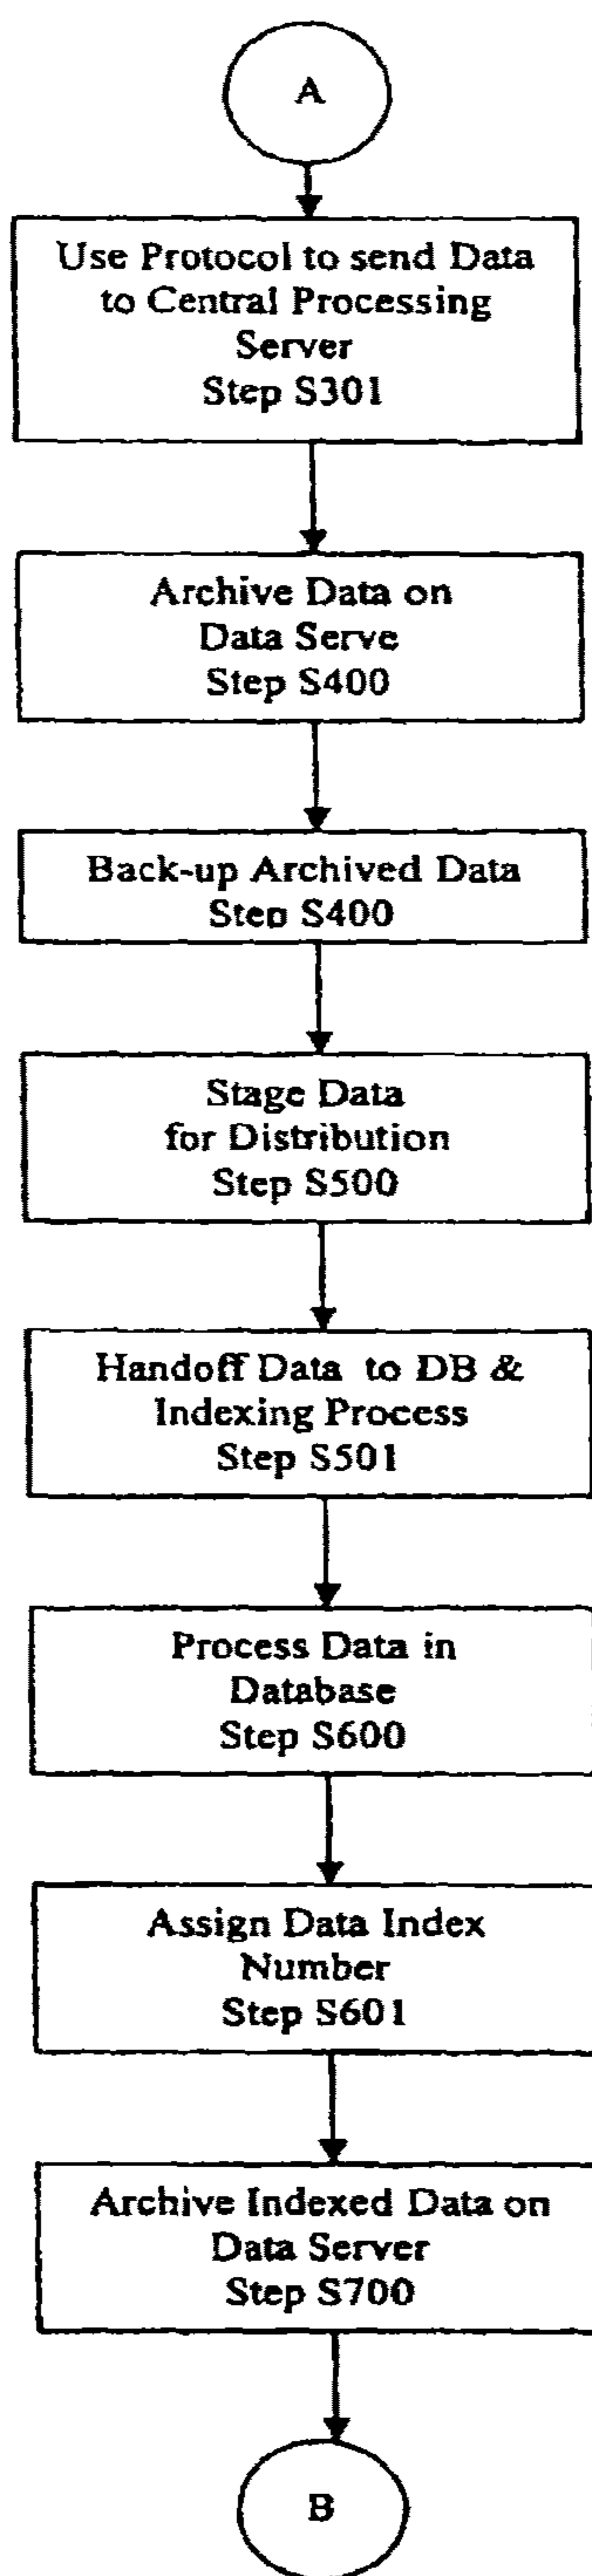 A
Use Protocol to send Data
to Central Processing
Server
Step S301
Archive Data on
Data Serve
Step S400
Back-up Archived Data
Step S400
Stage Data
for Distribution
Step S500
Handoff Data to DB &
Indexing Process
Step S501
Process Data in
Database
Step S600
Assign Data Index
Number
Step S601
Archive Indexed Data on
Data Server
Step S700
B